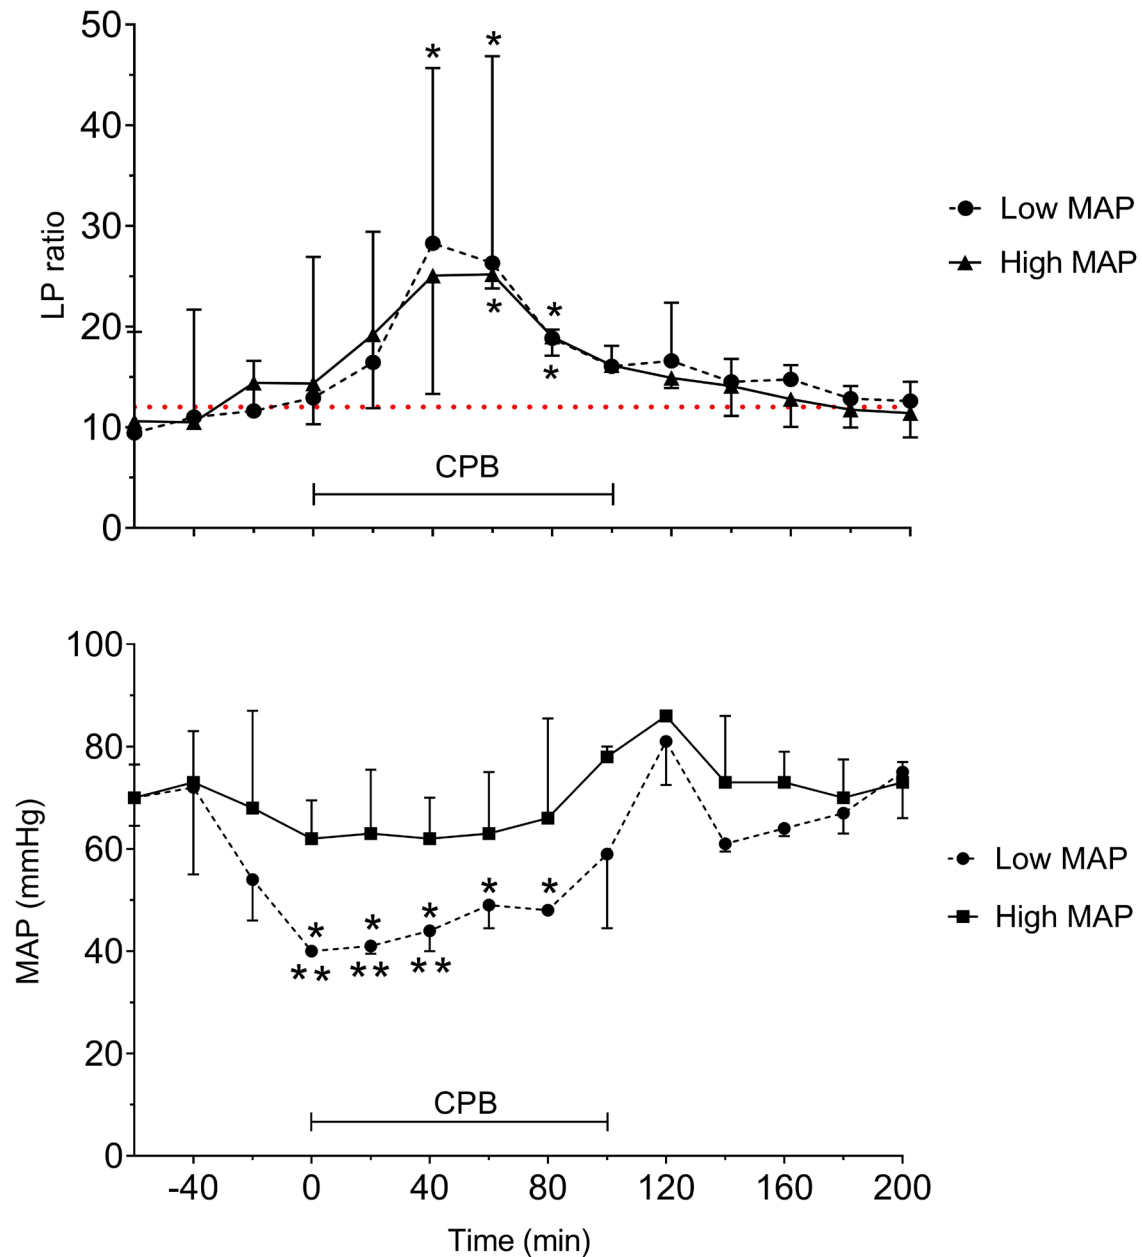 50
40
30
20
10
0
LP ratio
* *
* *
* *
CPB
Low MAP
High MAP
100
80
60
40
20
0
MAP (mmHg)
* * * * *
** ** **
CPB
Low MAP
High MAP
-40 0 40 80 120 160 200
Time (min)